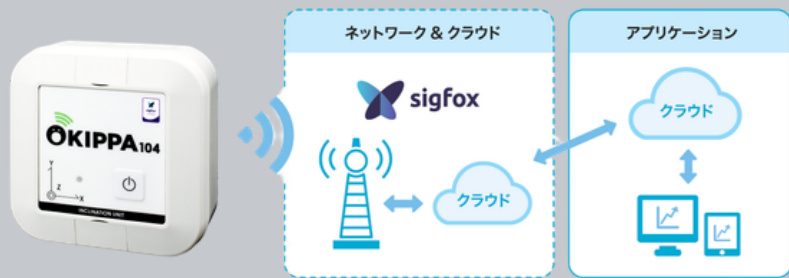 ネットワーク & クラウド
アプリケーション
sigfox
クラウド
クラウド
OKIPPA104
Y
Z
X
INCLINATION UNIT